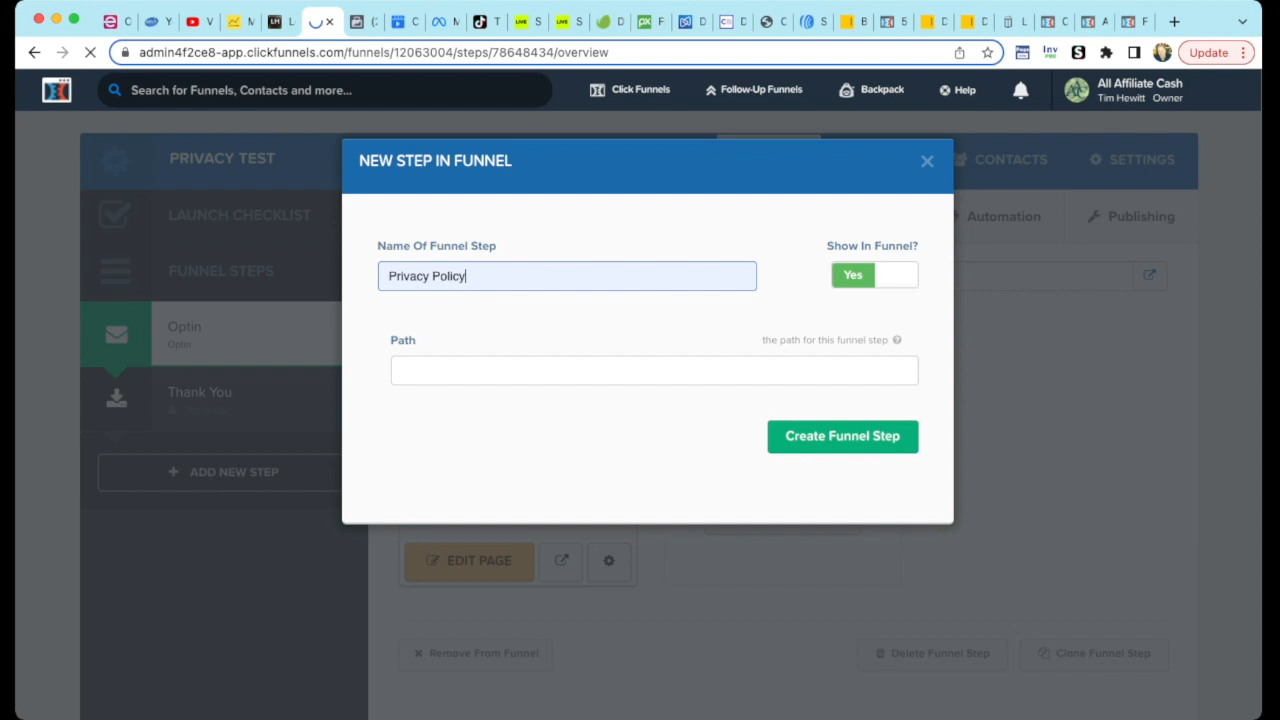 C
Y
V
M
L
(:
C
M
T
LIVE S
LIVE S
D
F
D
C
C
S
B
5
D
D
L
C
A
F
admin4f2ce8-app.clickfunnels.com/funnels/12063004/steps/78648434/overview
Inv
Update
Search for Funnels, Contacts and more...
Click Funnels
Follow-Up Funnels
Backpack
Help
All Affiliate Cash
Tim Hewitt Owner
PRIVACY TEST
NEW STEP IN FUNNEL
CONTACTS
SETTINGS
LAUNCH CHECKLIST
Automation
Publishing
Name Of Funnel Step
Show In Funnel?
FUNNEL STEPS
Privacy Policy
Yes
Optin
Optin
Path
the path for this funnel step
Thank You
Create Funnel Step
ADD NEW STEP
EDIT PAGE
Remove From Funnel
Delete Funnel Step
Clone Funnel Step